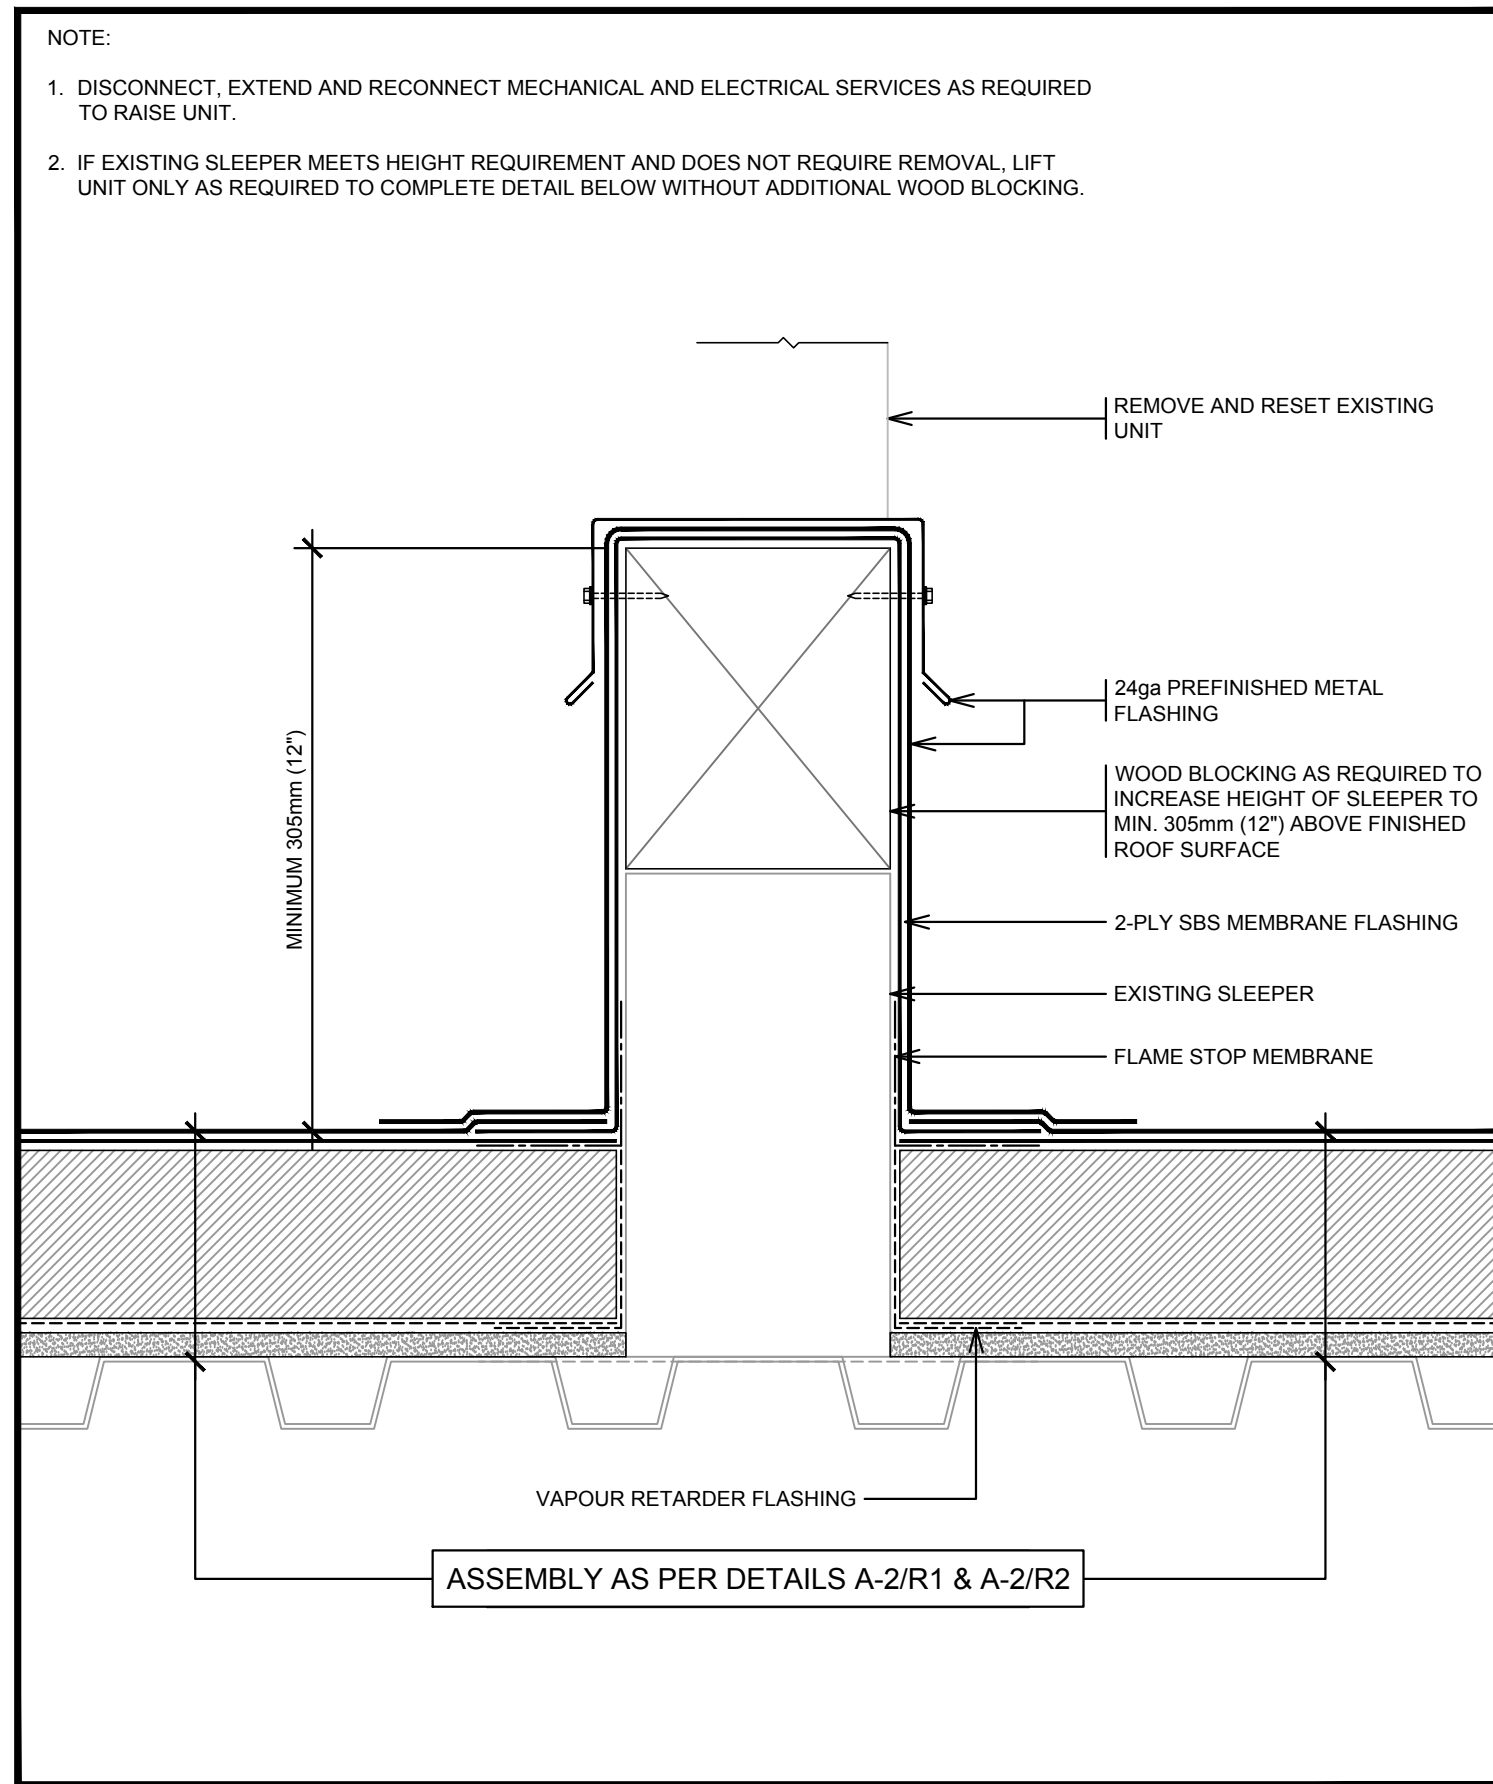 NOTE:
1. DISCONNECT, EXTEND AND RECONNECT MECHANICAL AND ELECTRICAL SERVICES AS REQUIRED
TO RAISE UNIT.
2. IF EXISTING SLEEPER MEETS HEIGHT REQUIREMENT AND DOES NOT REQUIRE REMOVAL, LIFT
UNIT ONLY AS REQUIRED TO COMPLETE DETAIL BELOW WITHOUT ADDITIONAL WOOD BLOCKING.
REMOVE AND RESET EXISTING
UNIT
24ga PREFINISHED METAL
FLASHING
MINIMUM 305mm (12")
WOOD BLOCKING AS REQUIRED TO
INCREASE HEIGHT OF SLEEPER TO
MIN. 305mm (12") ABOVE FINISHED
ROOF SURFACE
2-PLY SBS MEMBRANE FLASHING
EXISTING SLEEPER
FLAME STOP MEMBRANE
VAPOUR RETARDER FLASHING
ASSEMBLY AS PER DETAILS A-2/R1 & A-2/R2